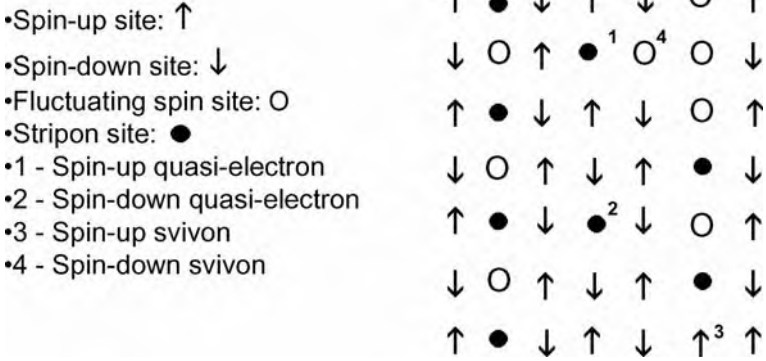 •Spin-up site: ↑
•Spin-down site: ↓
•Fluctuating spin site: O
•Stripon site: ●
•1 - Spin-up quasi-electron
•2 - Spin-down quasi-electron
•3 - Spin-up svivon
•4 - Spin-down svivon
↑ ● ↓ ↑ ↓ O ↑
↓ O ↑ ●1 O4 O ↓
↑ ● ↓ ↑ ↓ O ↑
↓ O ↑ ↓ ↑ ● ↓
↑ ● ↓ ●2 ↓ O ↑
↓ O ↑ ↓ ↑ ● ↓
↑ ● ↓ ↑ ↓ ↑3 ↑